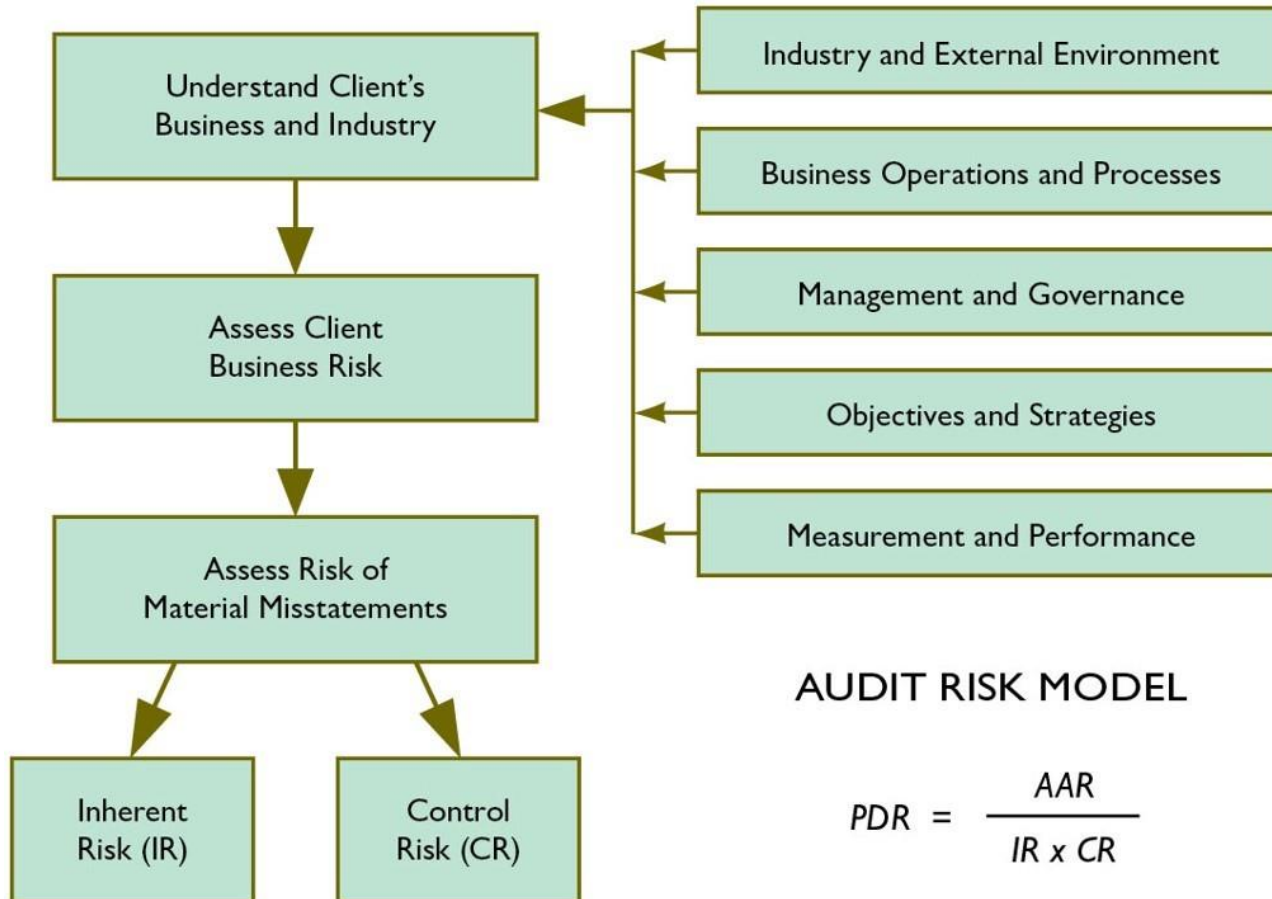 Understand Client’s
Business and Industry
Assess Client
Business Risk
Assess Risk of
Material Misstatements
Inherent
Risk (IR)
Control
Risk (CR)
Industry and External Environment
Business Operations and Processes
Management and Governance
Objectives and Strategies
Measurement and Performance
AUDIT RISK MODEL
PDR =
AAR
IR x CR